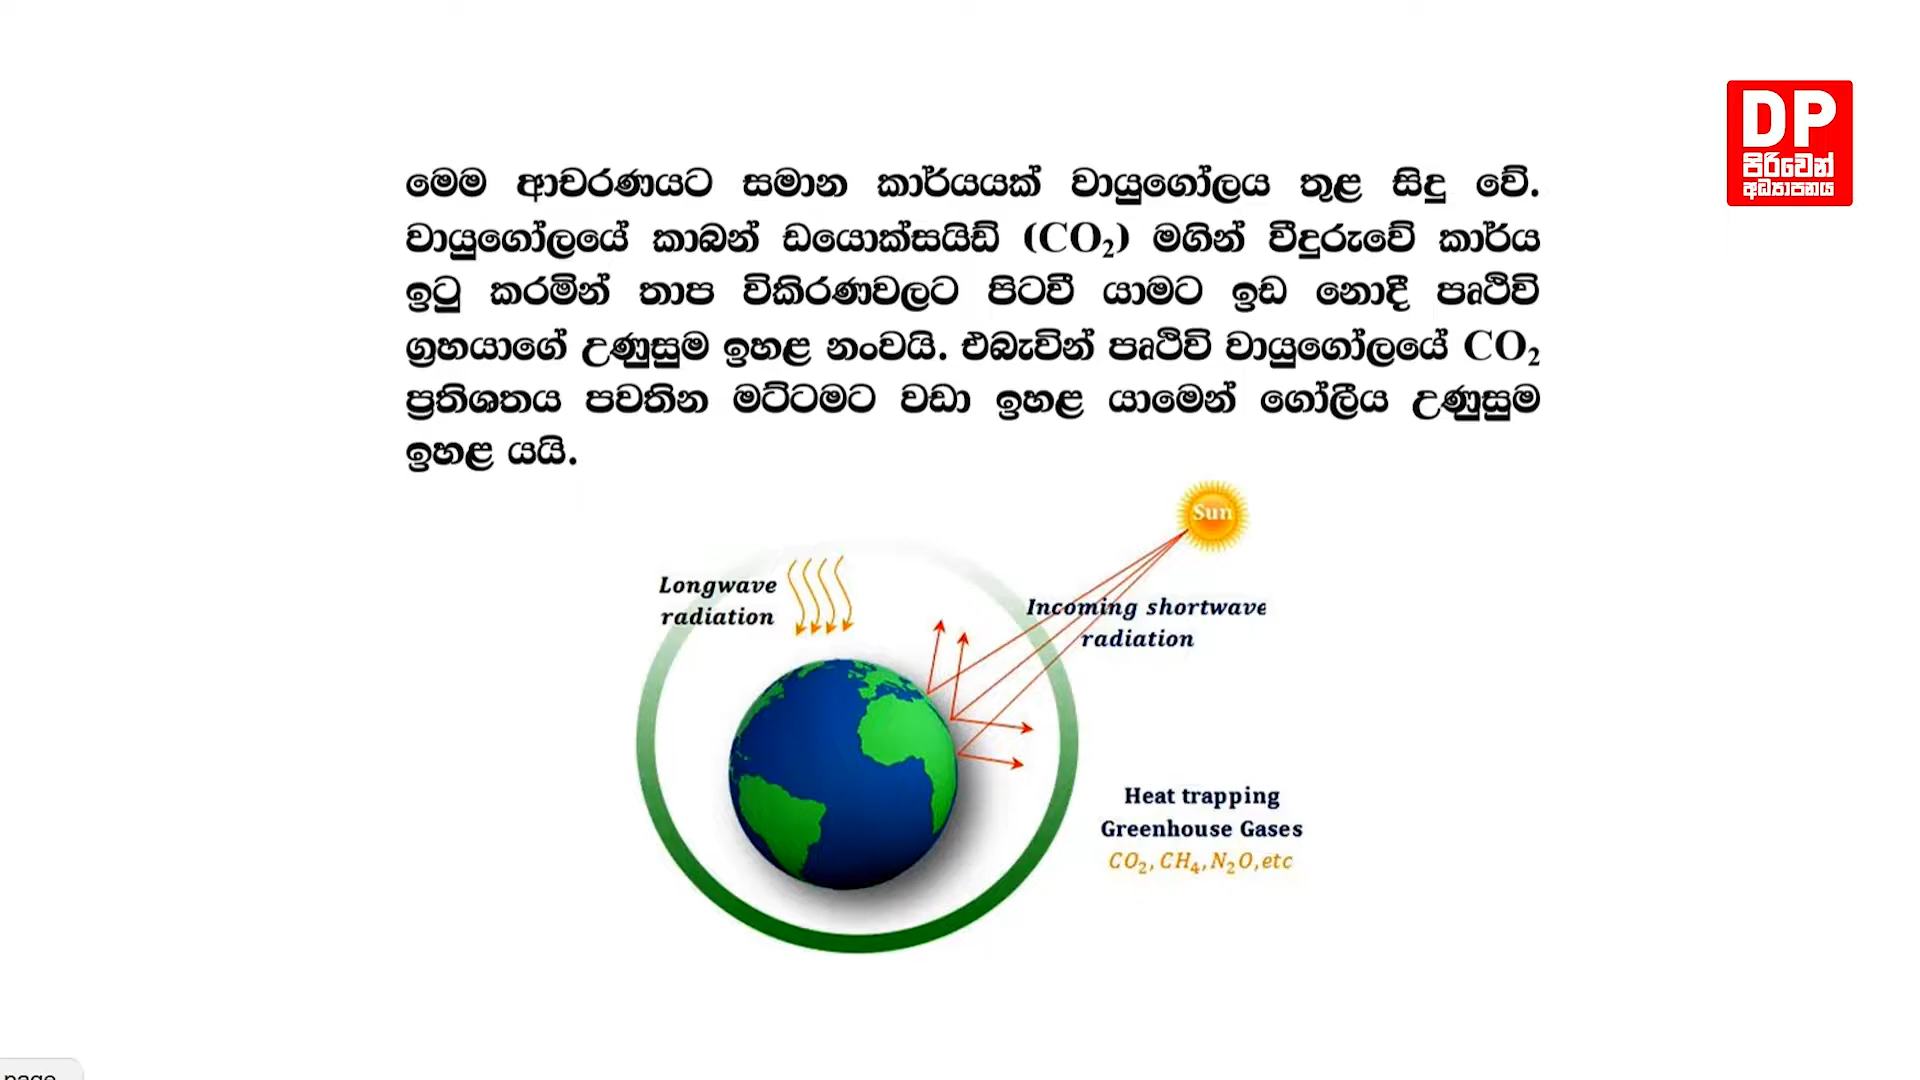 DP
පිරිවෙන්
අධ්‍යාපනය
මෙම ආවරණයට සමාන කාර්යයක් වායුගෝලය තුළ සිදු වේ.
වායුගෝලයේ කාබන් ඩයොක්සයිඩ් (CO₂) මගින් වීදුරුවේ කාර්ය
ඉටු කරමින් තාප විකිරණවලට පිටවී යාමට ඉඩ නොදී පෘථිවි
ග්‍රහයාගේ උණුසුම ඉහළ නංවයි. එබැවින් පෘථිවි වායුගෝලයේ CO₂
ප්‍රතිශතය පවතින මට්ටමට වඩා ඉහළ යාමෙන් ගෝලීය උණුසුම
ඉහළ යයි.
Sun
Longwave
radiation
Incoming shortwave
radiation
Heat trapping
Greenhouse Gases
CO₂, CH₄, N₂O, etc
page